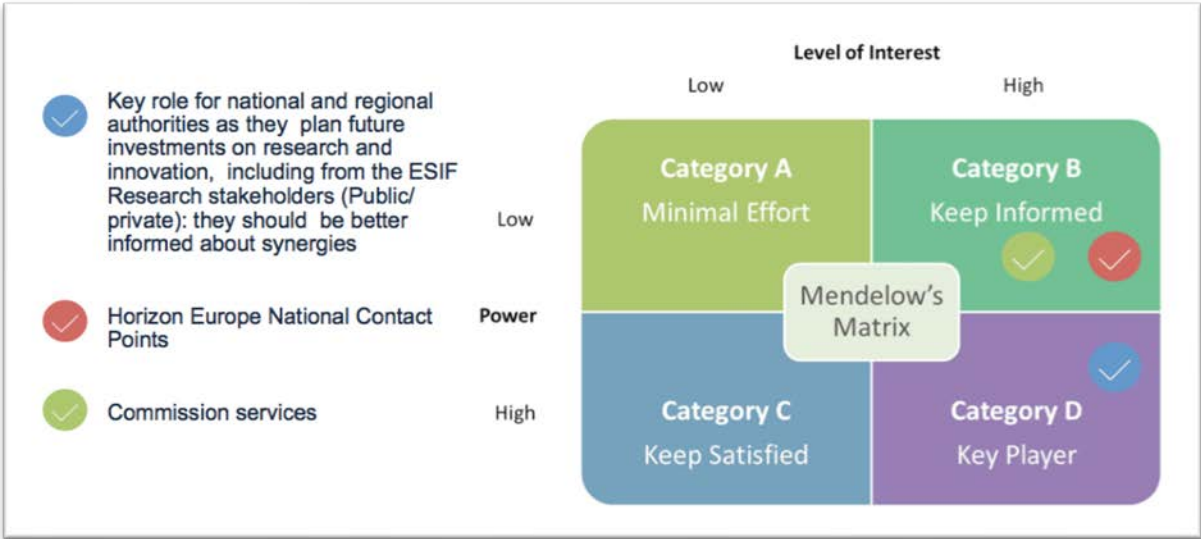 Key role for national and regional
authorities as they plan future
investments on research and
innovation, including from the ESIF
Research stakeholders (Public/
private): they should be better
informed about synergies
Horizon Europe National Contact
Points
Commission services
Level of Interest
Low
High
Low
Power
High
Category A
Minimal Effort
Category B
Keep Informed
Mendelow's
Matrix
Category C
Keep Satisfied
Category D
Key Player